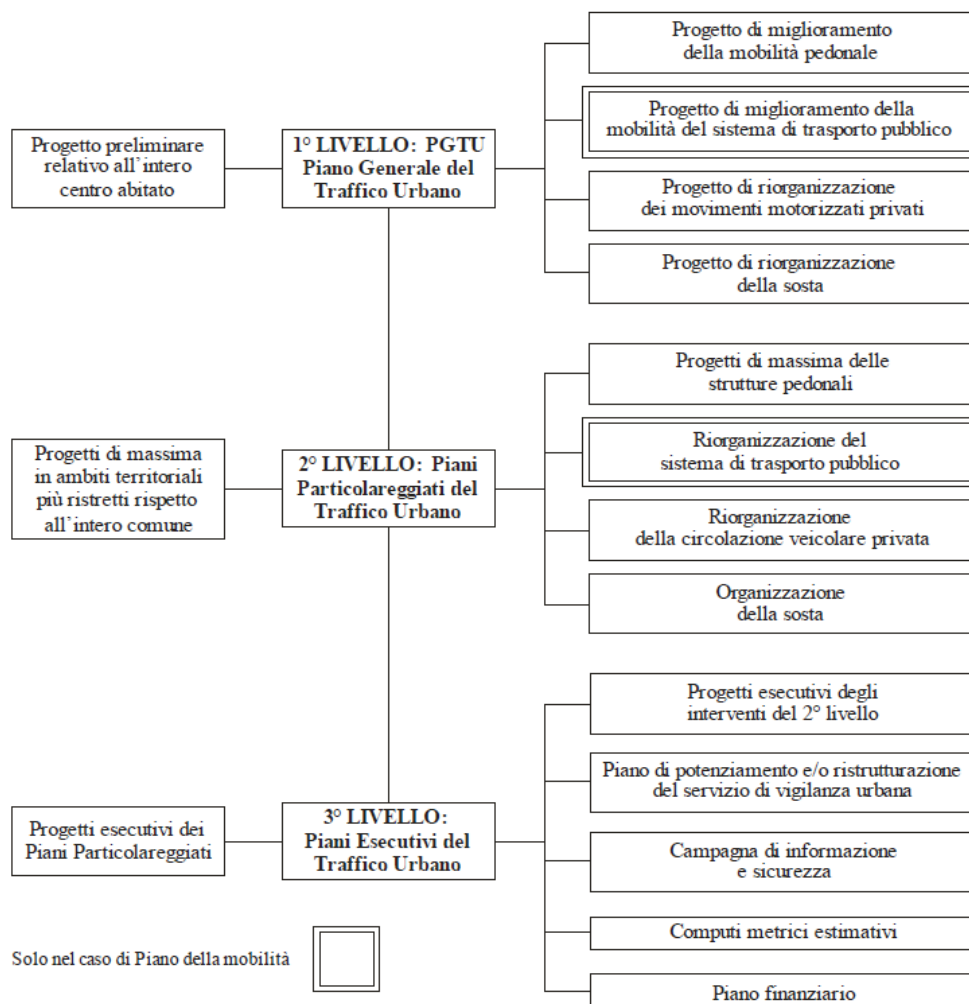 Progetto di miglioramento
della mobilità pedonale
Progetto di miglioramento della
mobilità del sistema di trasporto pubblico
Progetto preliminare
relativo all'intero
centro abitato
1° LIVELLO: PGTU
Piano Generale del
Traffico Urbano
Progetto di riorganizzazione
dei movimenti motorizzati privati
Progetto di riorganizzazione
della sosta
Progetti di massima delle
strutture pedonali
Riorganizzazione del
sistema di trasporto pubblico
Progetti di massima
in ambiti territoriali
più ristretti rispetto
all'intero comune
2° LIVELLO: Piani
Particolareggiati del
Traffico Urbano
Riorganizzazione
della circolazione veicolare privata
Organizzazione
della sosta
Progetti esecutivi degli
interventi del 2° livello
Piano di potenziamento e/o ristrutturazione
del servizio di vigilanza urbana
Progetti esecutivi dei
Piani Particolareggiati
3° LIVELLO:
Piani Esecutivi del
Traffico Urbano
Campagna di informazione
e sicurezza
Computi metrici estimativi
Solo nel caso di Piano della mobilità
Piano finanziario